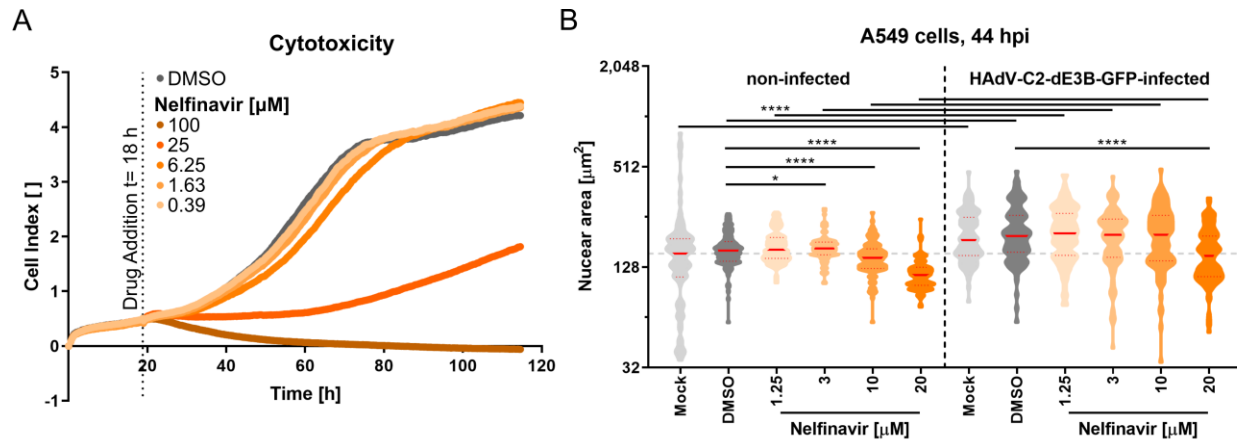 A
Cytotoxicity
5
4
3
2
1
0
-1
Cell Index [ ]
Drug Addition t= 18 h
DMSO
Nelfinavir [µM]
100
25
6.25
1.63
0.39
20
40
60
80
100
120
Time [h]
B
A549 cells, 44 hpi
non-infected
HAdV-C2-dE3B-GFP-infected
2,048
512
128
32
Nucear area [µm²]
****
****
****
*
****
Mock
DMSO
1.25
3
10
20
Mock
DMSO
1.25
3
10
20
Nelfinavir [µM]
Nelfinavir [µM]